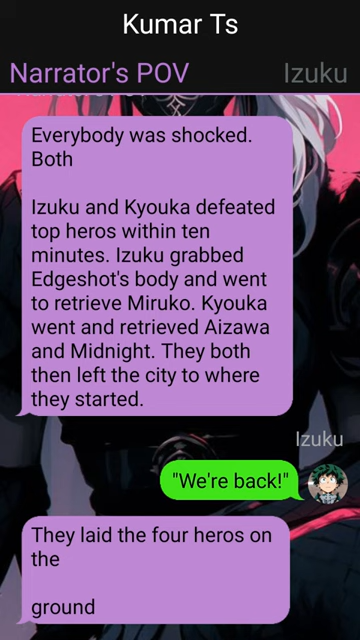 Kumar Ts
Narrator's POV Izuku
Everybody was shocked.
Both
Izuku and Kyouka defeated
top heros within ten
minutes. Izuku grabbed
Edgeshot's body and went
to retrieve Miruko. Kyouka
went and retrieved Aizawa
and Midnight. They both
then left the city to where
they started.
Izuku
"We're back!"
They laid the four heros on
the
ground